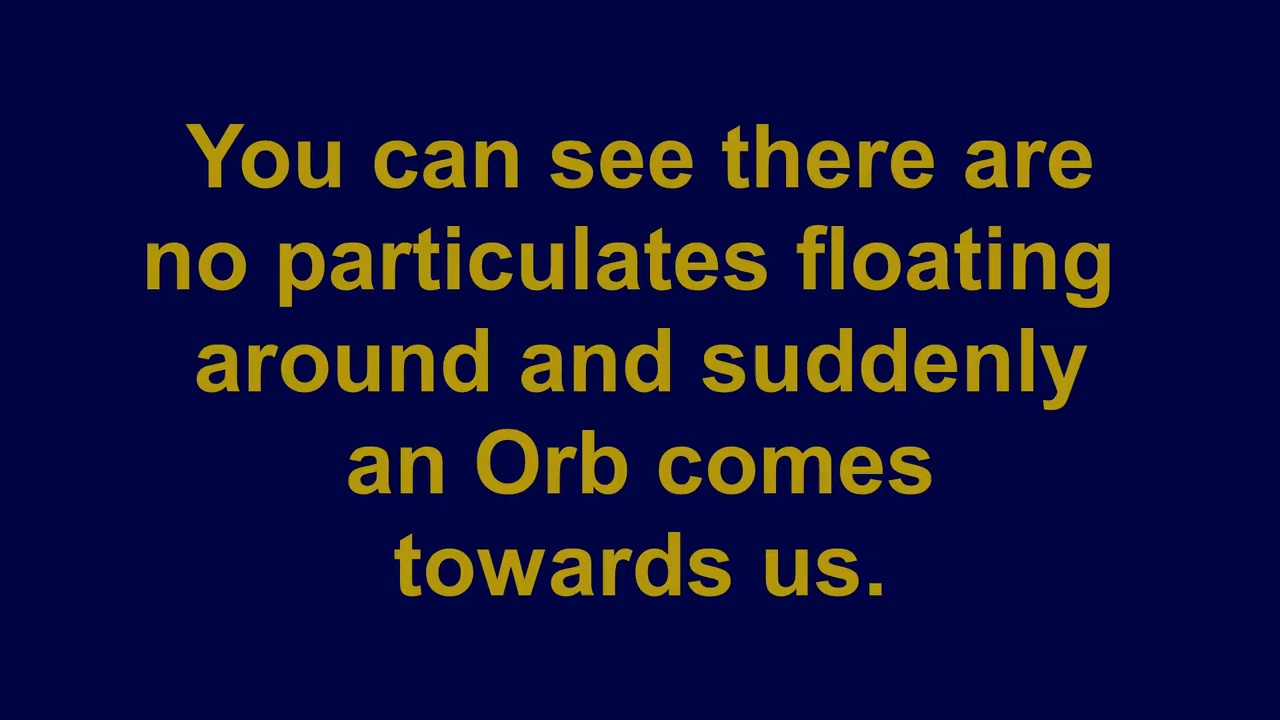 You can see there are
no particulates floating
around and suddenly
an Orb comes
towards us.